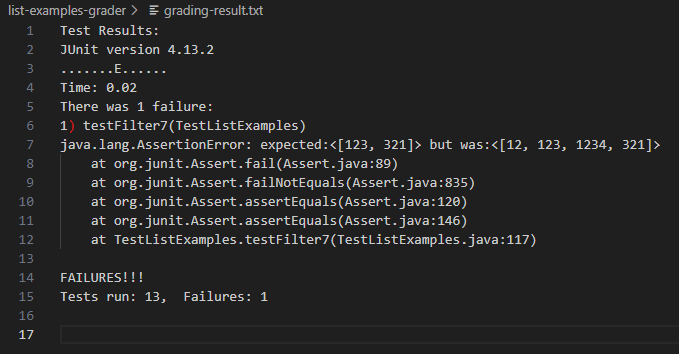 list-examples-grader > grading-result.txt
1 Test Results:
2 JUnit version 4.13.2
3 .......E......
4 Time: 0.02
5 There was 1 failure:
6 1) testFilter7(TestListExamples)
7 java.lang.AssertionError: expected:<[123, 321]> but was:<[12, 123, 1234, 321]>
8 at org.junit.Assert.fail(Assert.java:89)
9 at org.junit.Assert.failNotEquals(Assert.java:835)
10 at org.junit.Assert.assertEquals(Assert.java:120)
11 at org.junit.Assert.assertEquals(Assert.java:146)
12 at TestListExamples.testFilter7(TestListExamples.java:117)
13
14 FAILURES!!!
15 Tests run: 13,  Failures: 1
16
17